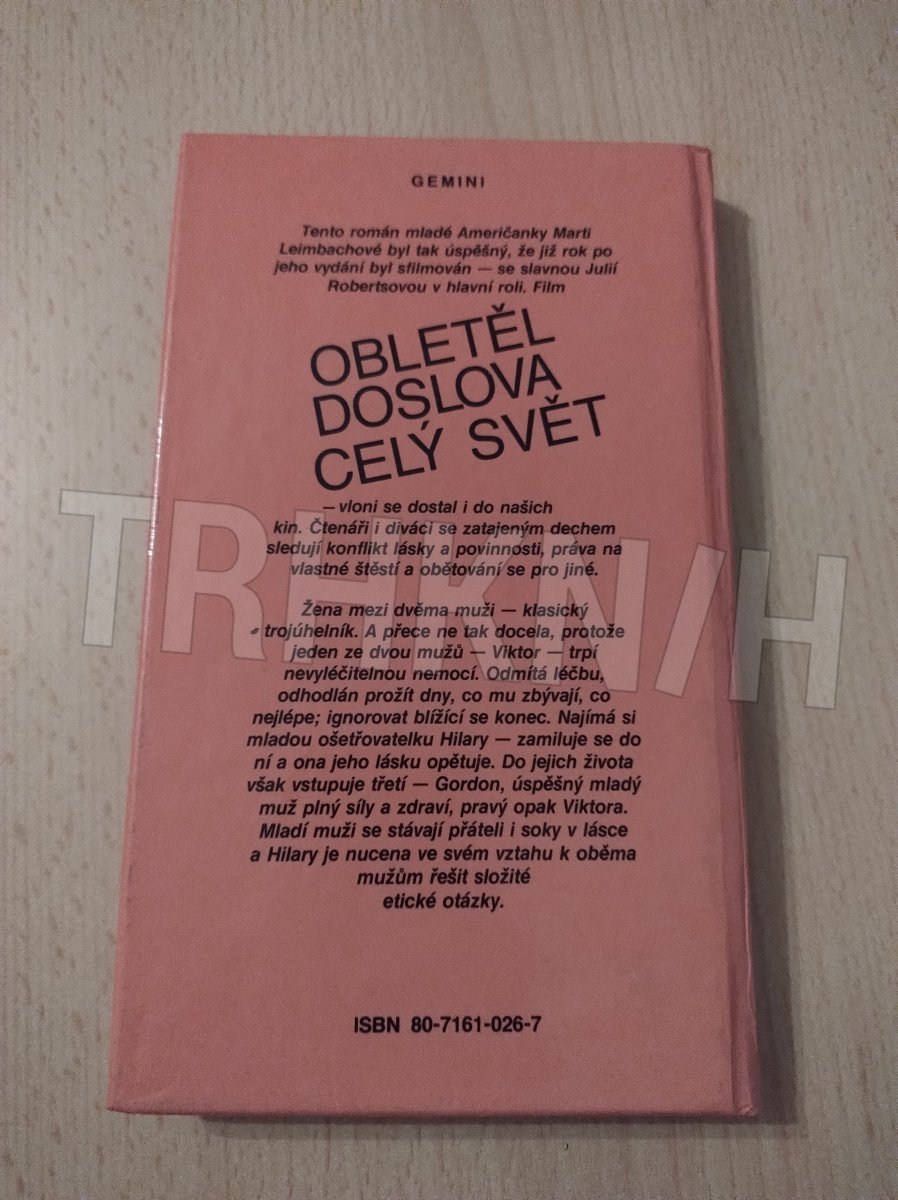 GEMINI
Tento román mladé Američanky Marti
Leimbachové byl tak úspěšný, že již rok po
jeho vydání byl sfilmován — se slavnou Julií
Robertsovou v hlavní roli. Film
OBLETĚL
DOSLOVA
CELÝ SVĚT
— vloni se dostal i do našich
kin. Čtenáři i diváci se zatajeným dechem
sledují konflikt lásky a povinnosti, práva na
vlastné štěstí a obětování se pro jiné.
Žena mezi dvěma muži — klasický
trojúhelník. A přece ne tak docela, protože
jeden ze dvou mužů — Viktor — trpí
nevyléčitelnou nemocí. Odmítá léčbu,
odhodlán prožít dny, co mu zbývají, co
nejlépe; ignorovat blížící se konec. Najímá si
mladou ošetřovatelku Hilary — zamiluje se do
ní a ona jeho lásku opětuje. Do jejich života
však vstupuje třetí — Gordon, úspěšný mladý
muž plný síly a zdraví, pravý opak Viktora.
Mladí muži se stávají přáteli i soky v lásce
a Hilary je nucena ve svém vztahu k oběma
mužům řešit složité
etické otázky.
ISBN 80-7161-026-7
TRHKN/H